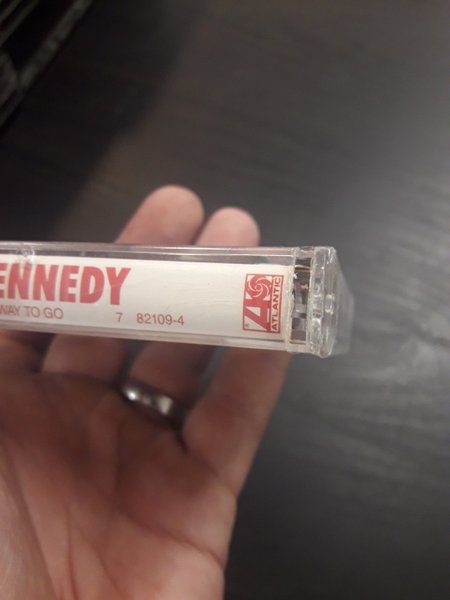 ENNEDY
WAY TO GO
7 82109-4
ATLANTIC
®